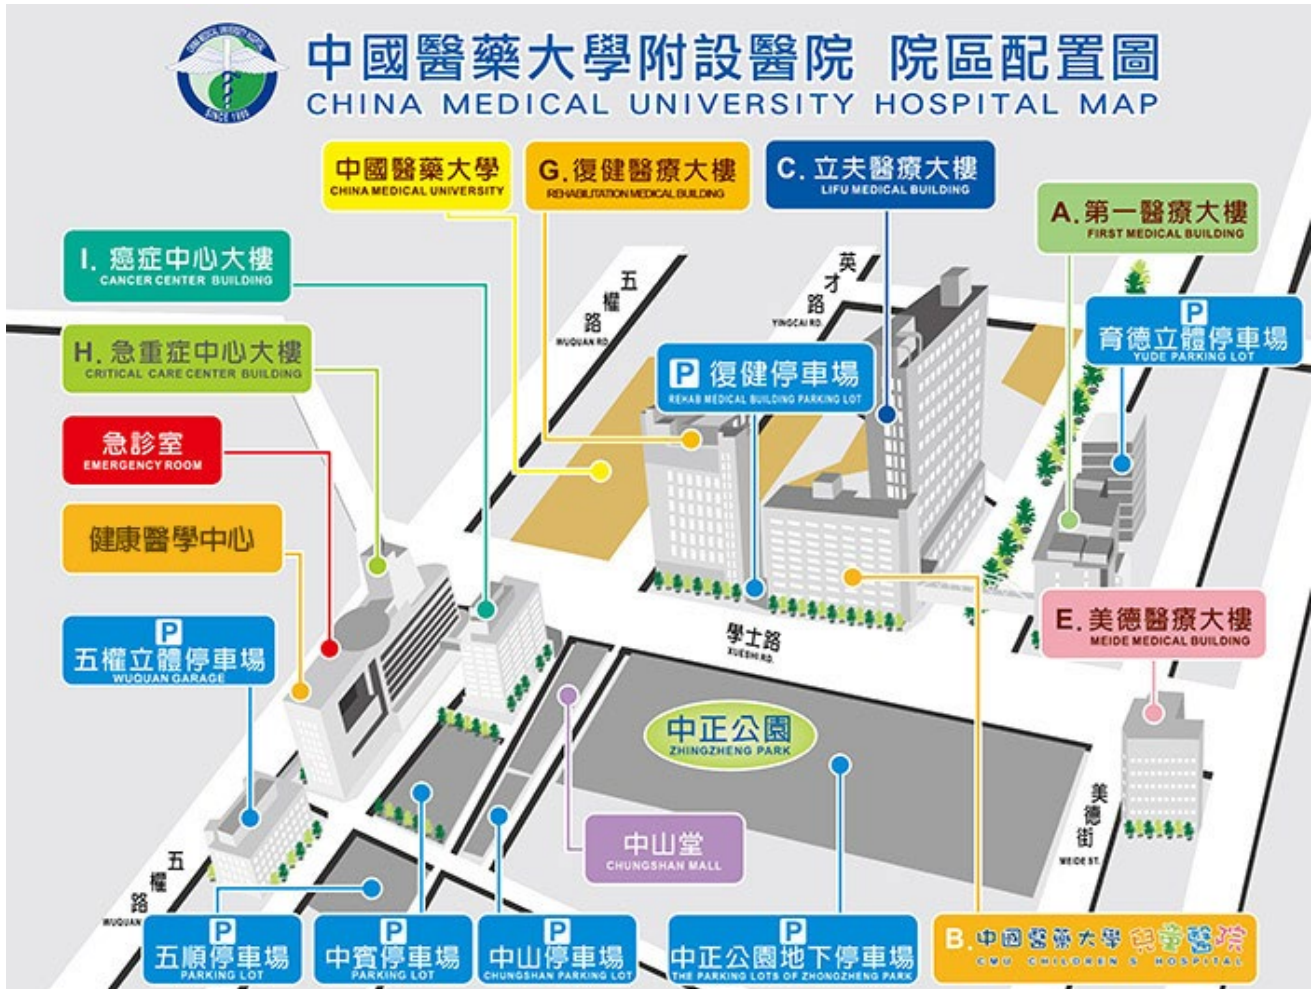 CHINA MEDICAL UNIVERSITY HOSPITAL
SINCE 1980
中國醫藥大學附設醫院 院區配置圖
CHINA MEDICAL UNIVERSITY HOSPITAL MAP
中國醫藥大學
CHINA MEDICAL UNIVERSITY
G. 復健醫療大樓
REHABILITATION MEDICAL BUILDING
C. 立夫醫療大樓
LIFU MEDICAL BUILDING
A. 第一醫療大樓
FIRST MEDICAL BUILDING
I. 癌症中心大樓
CANCER CENTER BUILDING
五權路
WUQUAN RD.
英才路
YINGCAI RD.
P
育德立體停車場
YUDE PARKING LOT
H. 急重症中心大樓
CRITICAL CARE CENTER BUILDING
P 復健停車場
REHAB MEDICAL BUILDING PARKING LOT
急診室
EMERGENCY ROOM
健康醫學中心
P
五權立體停車場
WUQUAN GARAGE
學士路
XUESHI RD.
E. 美德醫療大樓
MEIDE MEDICAL BUILDING
中正公園
ZHINGZHENG PARK
美德街
MEIDE ST.
中山堂
CHUNGSHAN MALL
五權路
WUQUAN
P
五順停車場
PARKING LOT
P
中賓停車場
PARKING LOT
P
中山停車場
CHUNGSHAN PARKING LOT
P
中正公園地下停車場
THE PARKING LOTS OF ZHONGZHENG PARK
B. 中國醫藥大學兒童醫院
CMU CHILDREN S HOSPITAL